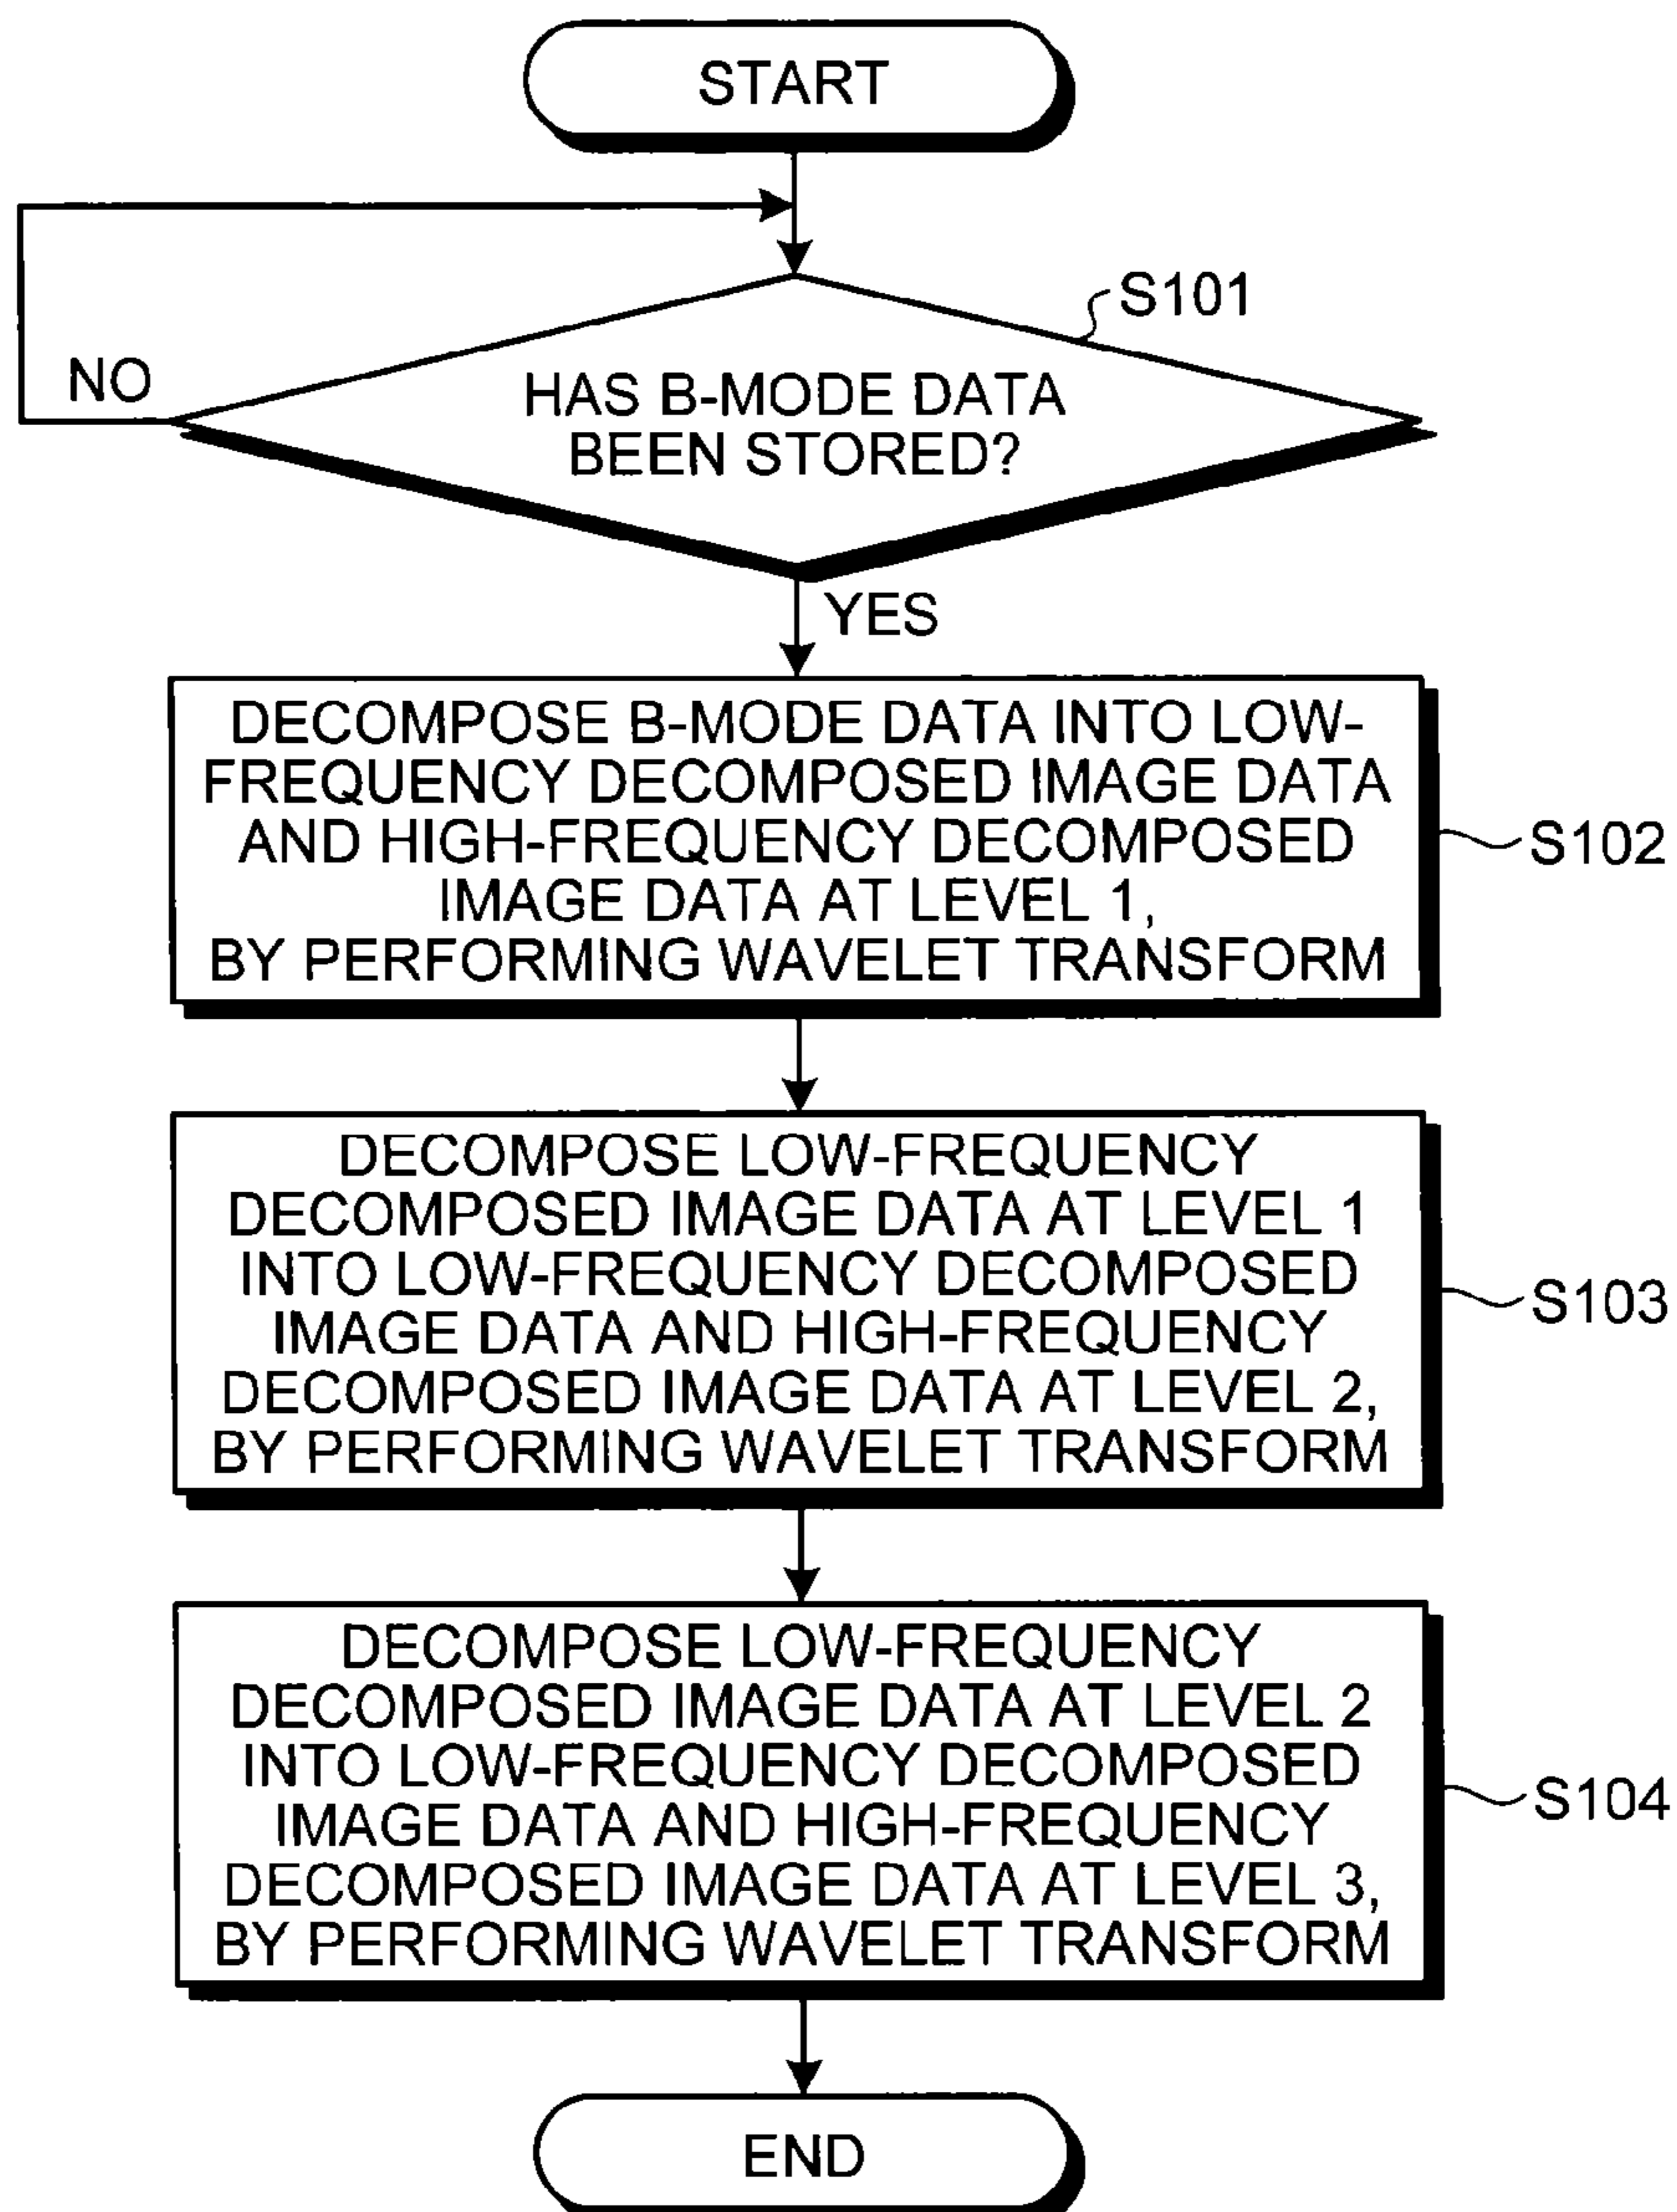 START
S101
NO
HAS B-MODE DATA
BEEN STORED?
YES
DECOMPOSE B-MODE DATA INTO LOW-
FREQUENCY DECOMPOSED IMAGE DATA
AND HIGH-FREQUENCY DECOMPOSED
IMAGE DATA AT LEVEL 1,
BY PERFORMING WAVELET TRANSFORM
S102
DECOMPOSE LOW-FREQUENCY
DECOMPOSED IMAGE DATA AT LEVEL 1
INTO LOW-FREQUENCY DECOMPOSED
IMAGE DATA AND HIGH-FREQUENCY
DECOMPOSED IMAGE DATA AT LEVEL 2,
BY PERFORMING WAVELET TRANSFORM
S103
DECOMPOSE LOW-FREQUENCY
DECOMPOSED IMAGE DATA AT LEVEL 2
INTO LOW-FREQUENCY DECOMPOSED
IMAGE DATA AND HIGH-FREQUENCY
DECOMPOSED IMAGE DATA AT LEVEL 3,
BY PERFORMING WAVELET TRANSFORM
S104
END